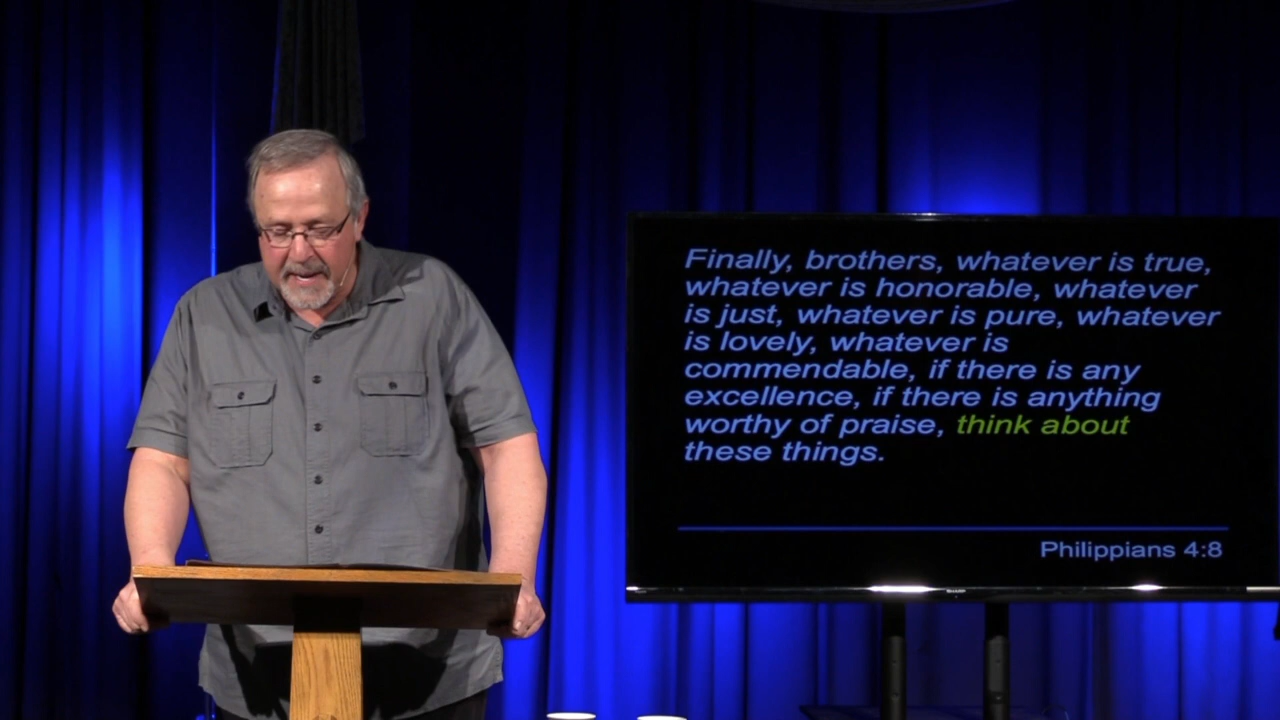 Finally, brothers, whatever is true,
whatever is honorable, whatever
is just, whatever is pure, whatever
is lovely, whatever is
commendable, if there is any
excellence, if there is anything
worthy of praise, think about
these things.
Philippians 4:8
SHARP